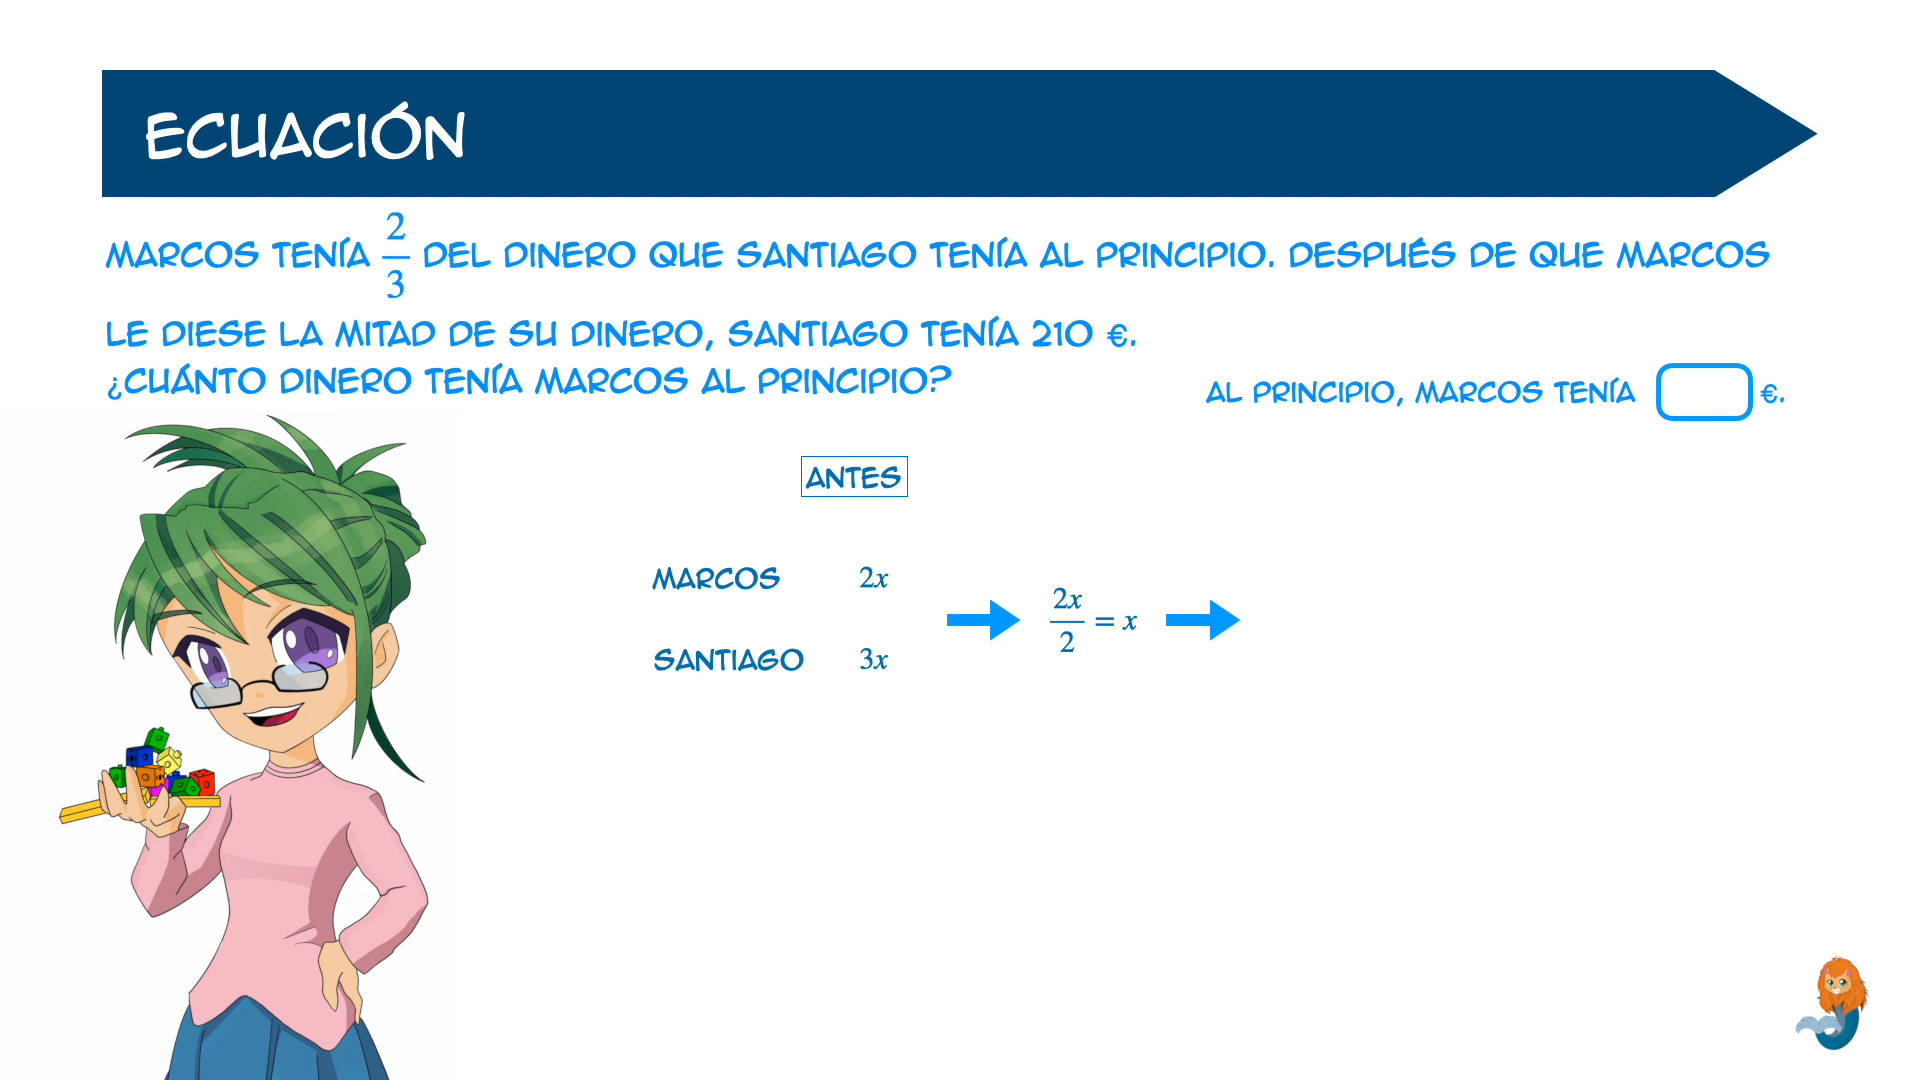 ECUACIÓN
MARCOS TENÍA 2/3 DEL DINERO QUE SANTIAGO TENÍA AL PRINCIPIO. DESPUÉS DE QUE MARCOS
LE DIESE LA MITAD DE SU DINERO, SANTIAGO TENÍA 210 €.
¿CUÁNTO DINERO TENÍA MARCOS AL PRINCIPIO?
AL PRINCIPIO, MARCOS TENÍA €.
ANTES
MARCOS 2x
2x/2 = x
SANTIAGO 3x